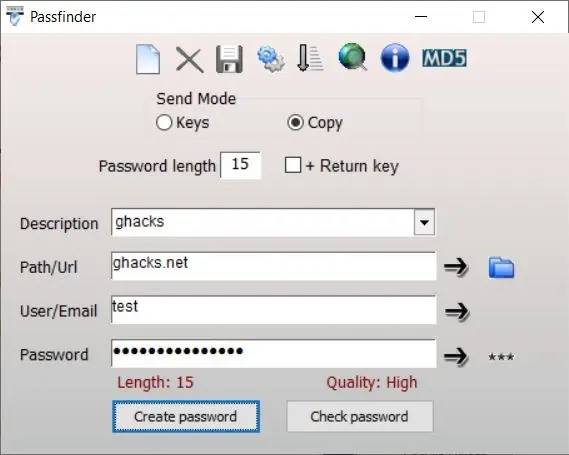 Passfinder
MD5
Send Mode
Keys
Copy
Password length 15
+ Return key
Description ghacks
Path/Url ghacks.net
User/Email test
Password ●●●●●●●●●●●●●●● ***
Length: 15
Quality: High
Create password
Check password